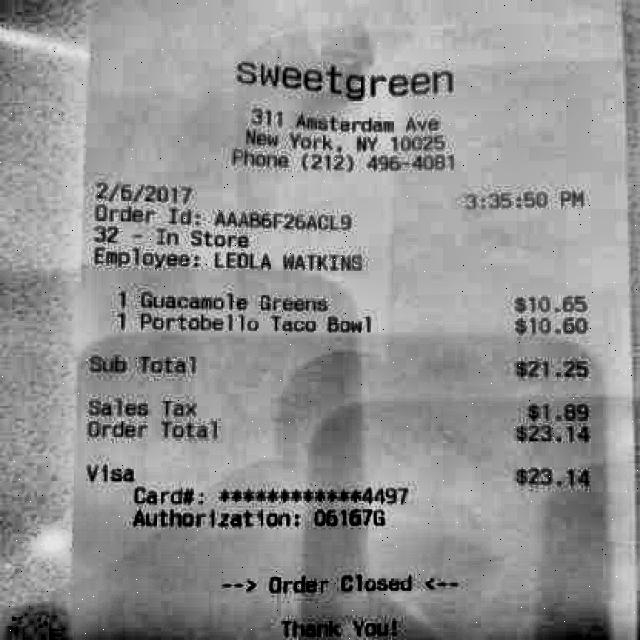 sweetgreen
311 Amsterdam Ave
New York, NY 10025
Phone (212) 496-4081
2/6/2017 3:35:50 PM
Order Id: AAAB6F26ACL9
32 - In Store
Employee: LEOLA WATKINS
1 Guacamole Greens $10.65
1 Portobello Taco Bowl $10.60
Sub Total $21.25
Sales Tax $1.89
Order Total $23.14
Visa $23.14
Card#: ************4497
Authorization: 06167G
--> Order Closed <--
Thank You!